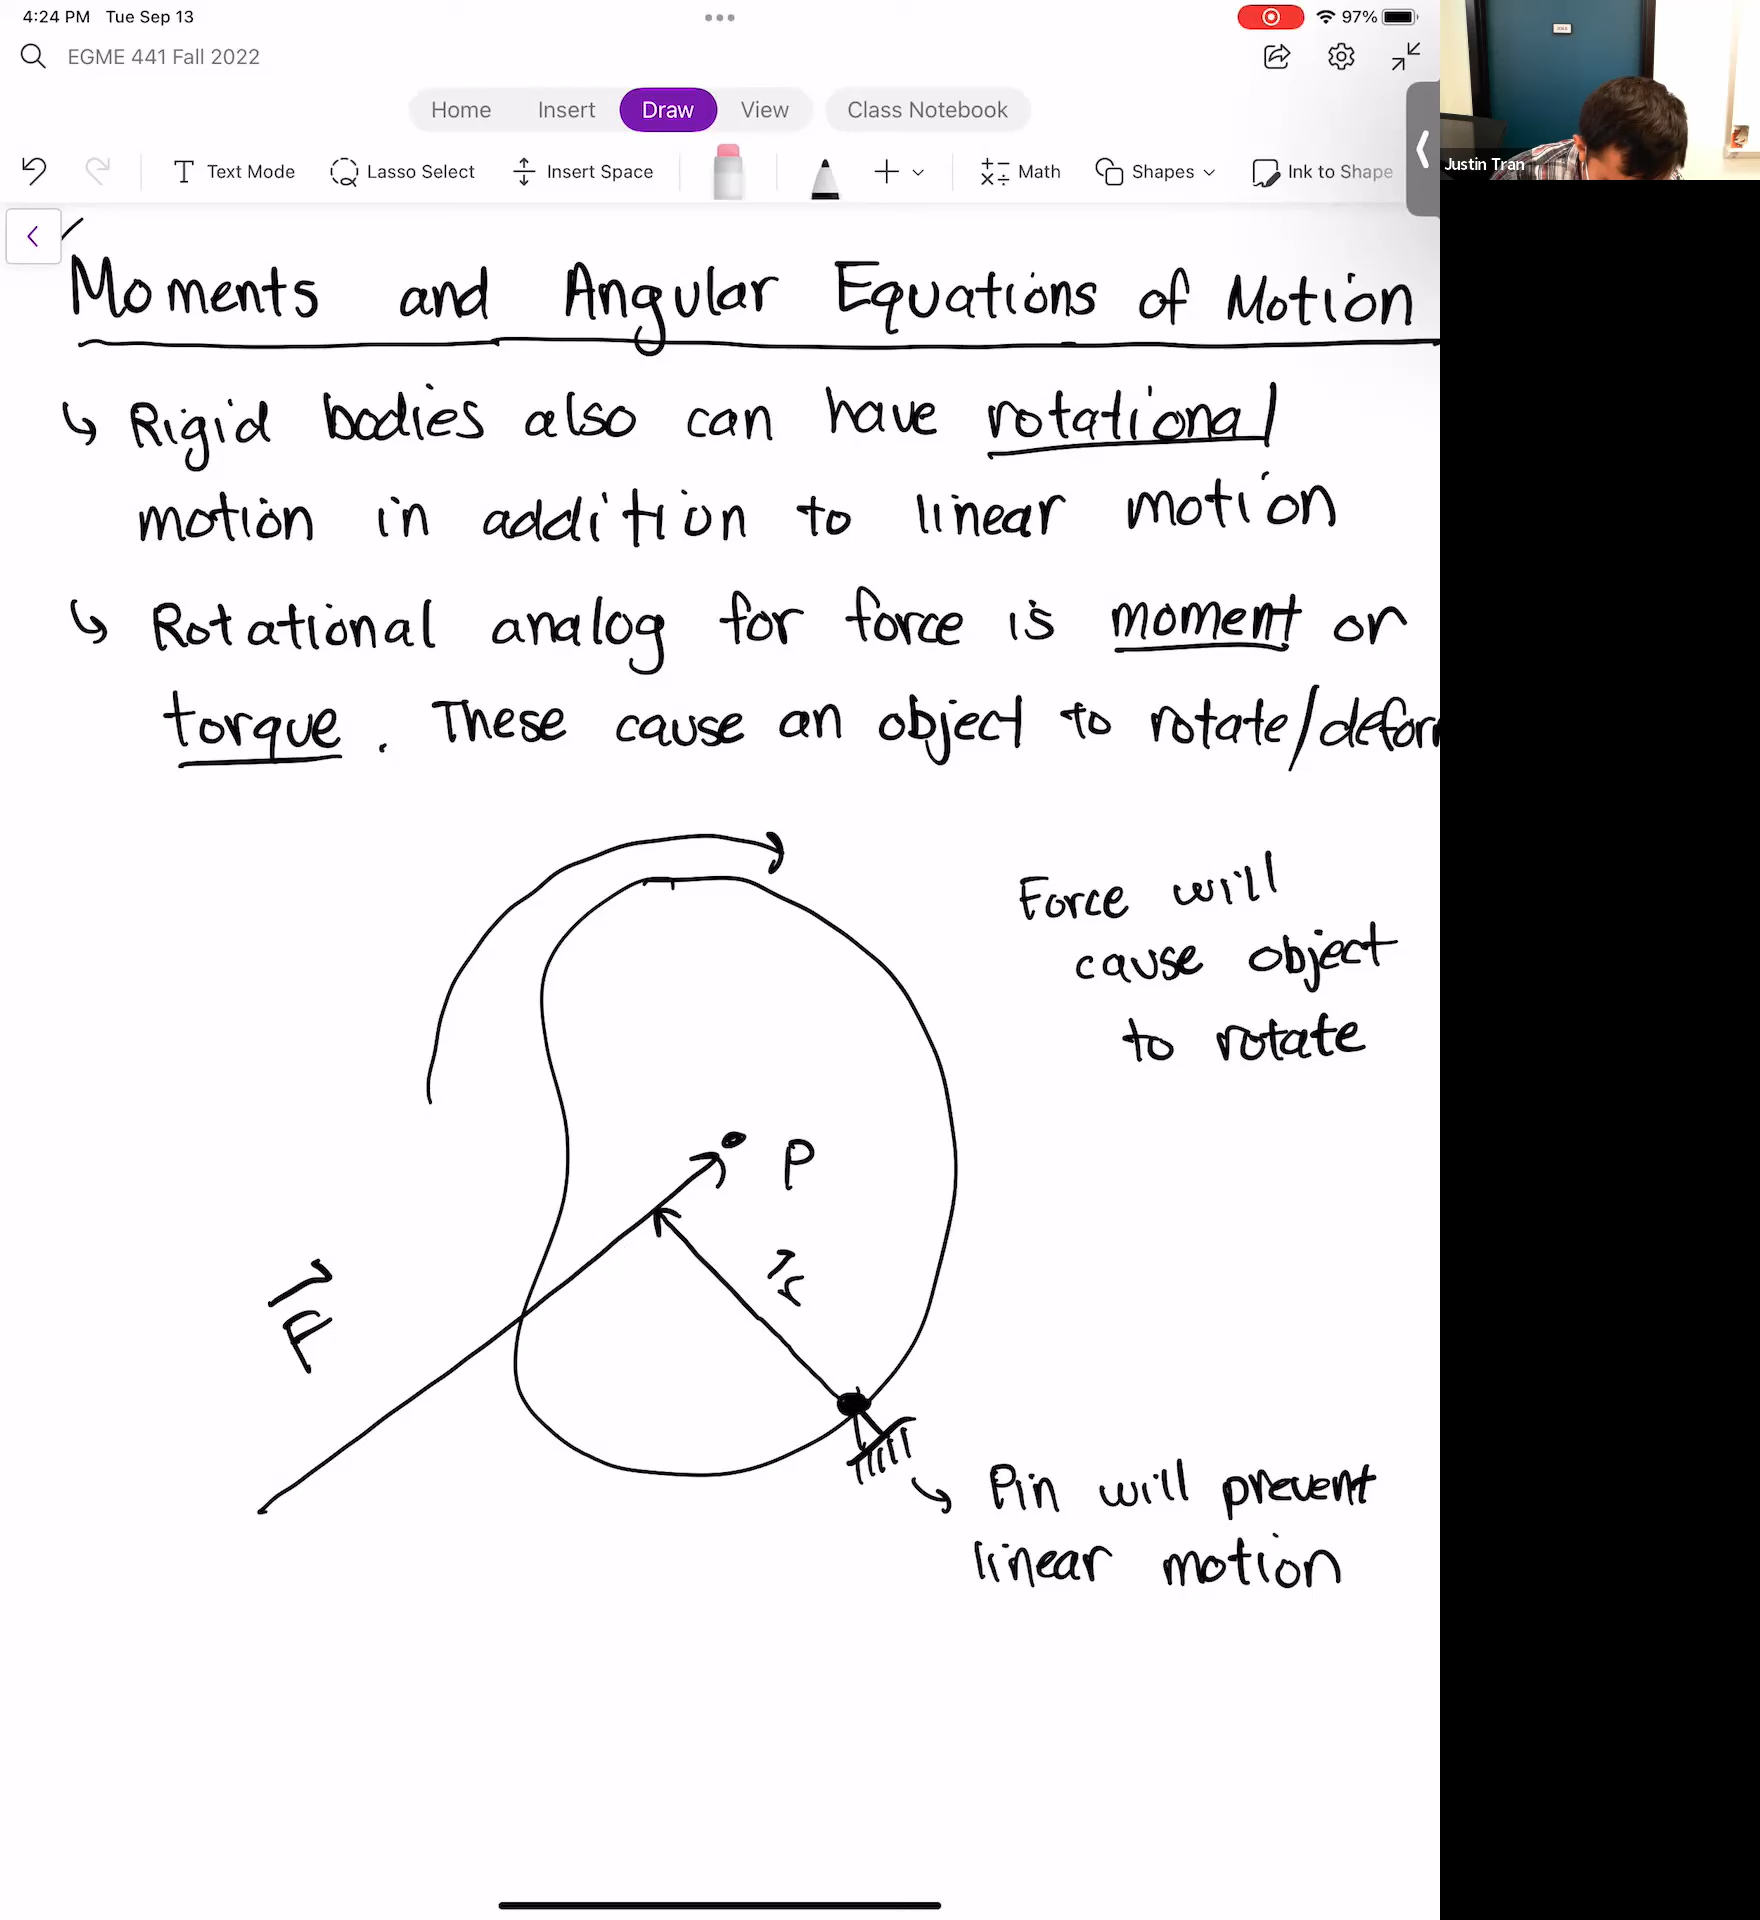 4:24 PM Tue Sep 13
97%
EGME 441 Fall 2022
Home Insert Draw View Class Notebook
Text Mode Lasso Select Insert Space Math Shapes Ink to Shape
Justin Tran
Moments and Angular Equations of Motion
↳ Rigid bodies also can have rotational
motion in addition to linear motion
↳ Rotational analog for force is moment or
torque. These cause an object to rotate/deform
Force will
cause object
to rotate
P
r
F
↳ Pin will prevent
linear motion